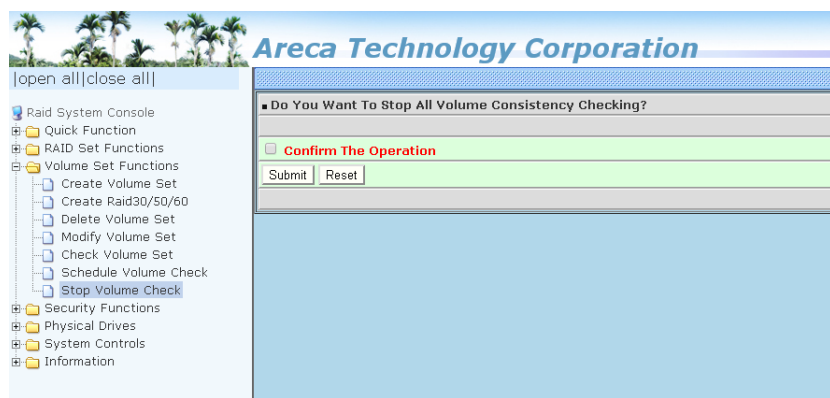 Areca Technology Corporation
|open all|close all|
Raid System Console
Quick Function
RAID Set Functions
Volume Set Functions
Create Volume Set
Create Raid30/50/60
Delete Volume Set
Modify Volume Set
Check Volume Set
Schedule Volume Check
Stop Volume Check
Security Functions
Physical Drives
System Controls
Information
Do You Want To Stop All Volume Consistency Checking?
Confirm The Operation
Submit Reset